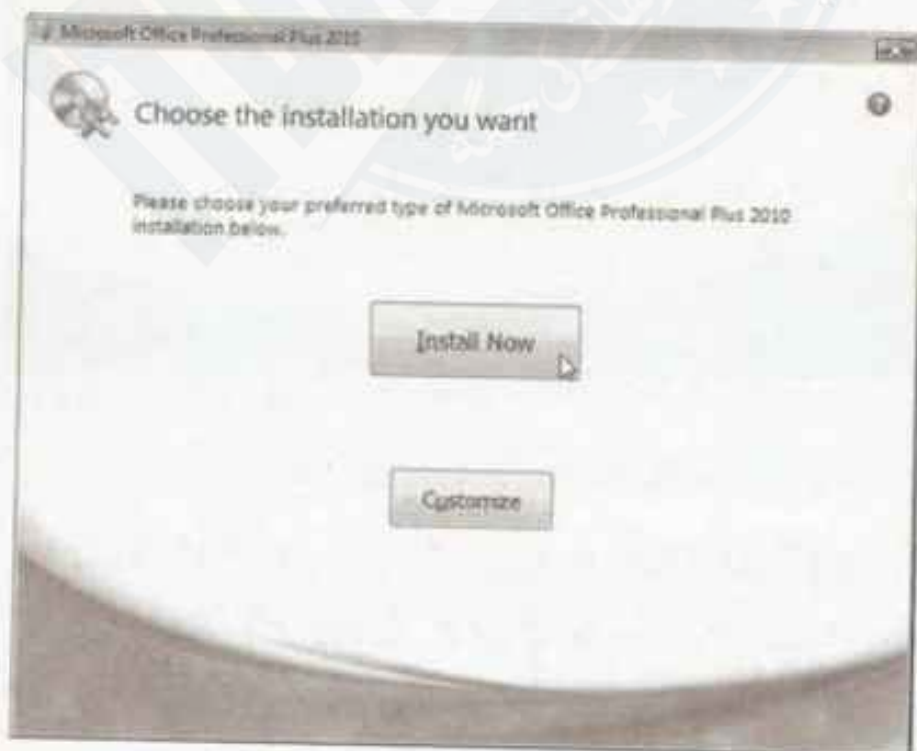 Microsoft Office Professional Plus 2010
Choose the installation you want
Please choose your preferred type of Microsoft Office Professional Plus 2010
installation below.
Install Now
Customize